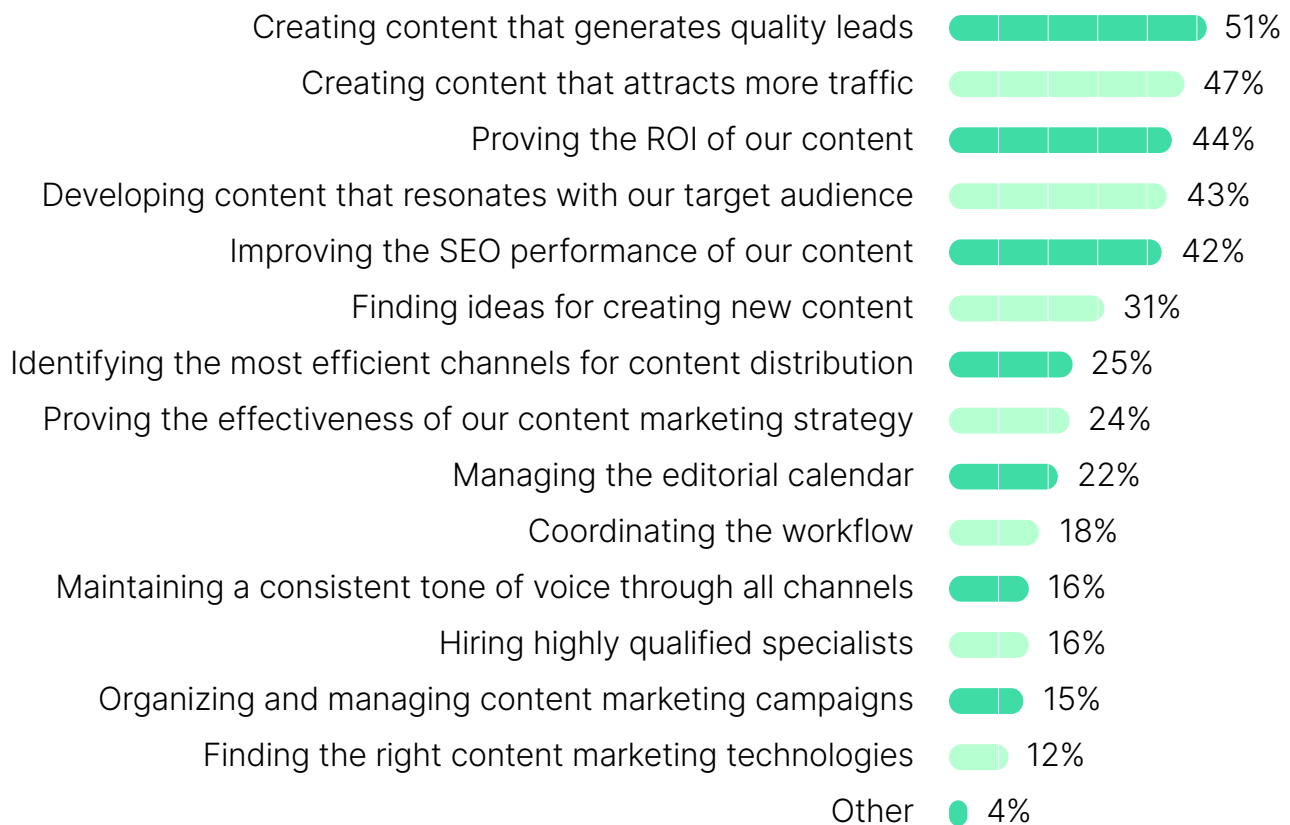 Creating content that generates quality leads 51%
Creating content that attracts more traffic 47%
Proving the ROI of our content 44%
Developing content that resonates with our target audience 43%
Improving the SEO performance of our content 42%
Finding ideas for creating new content 31%
Identifying the most efficient channels for content distribution 25%
Proving the effectiveness of our content marketing strategy 24%
Managing the editorial calendar 22%
Coordinating the workflow 18%
Maintaining a consistent tone of voice through all channels 16%
Hiring highly qualified specialists 16%
Organizing and managing content marketing campaigns 15%
Finding the right content marketing technologies 12%
Other 4%